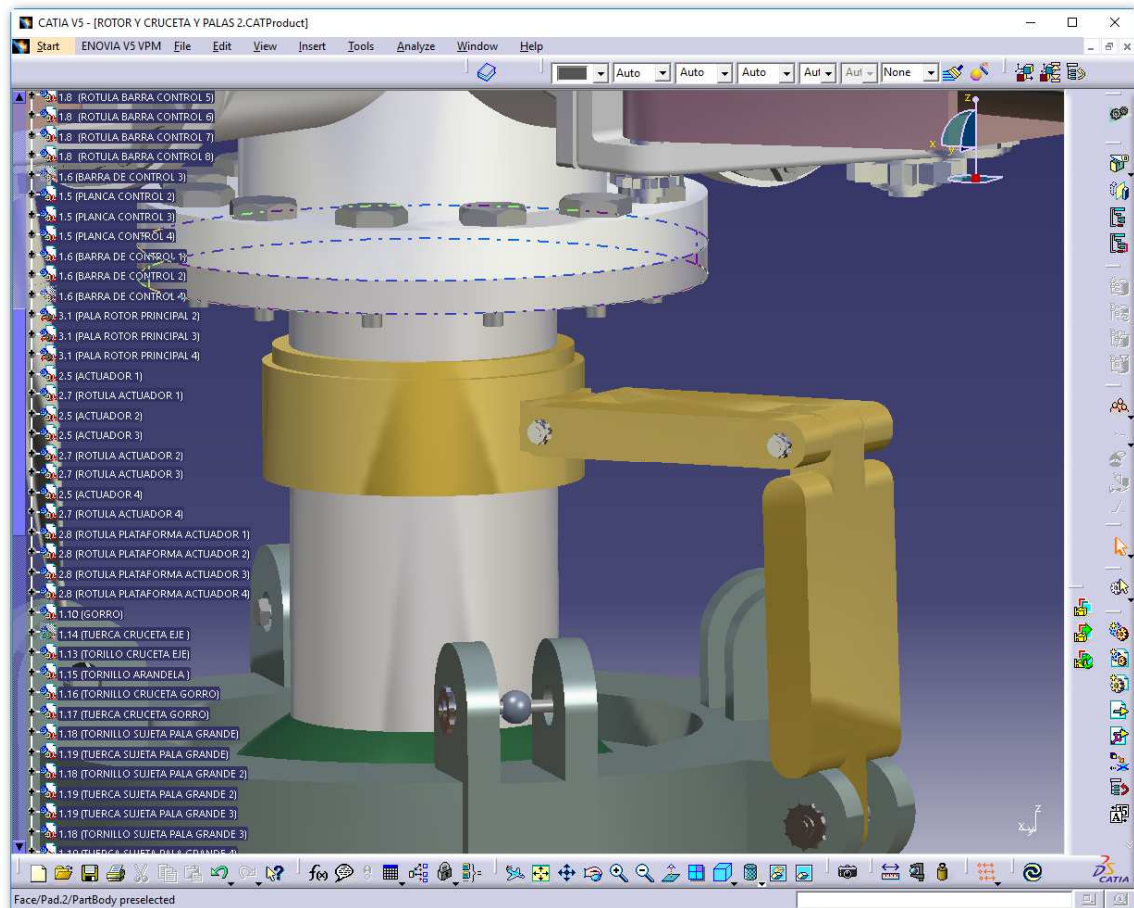 CATIA V5 - [ROTOR Y CRUCETA Y PALAS 2.CATProduct]
Start ENOVIA V5 VPM File Edit View Insert Tools Analyze Window Help
Auto Auto Auto Aut Aut None
1.8 (ROTULA BARRA CONTROL 5)
1.8 (ROTULA BARRA CONTROL 6)
1.8 (ROTULA BARRA CONTROL 7)
1.8 (ROTULA BARRA CONTROL 8)
1.6 (BARRA DE CONTROL 3)
1.5 (PLANCA CONTROL 2)
1.5 (PLANCA CONTROL 3)
1.5 (PLANCA CONTROL 4)
1.6 (BARRA DE CONTROL 1)
1.6 (BARRA DE CONTROL 2)
1.6 (BARRA DE CONTROL 4)
3.1 (PALA ROTOR PRINCIPAL 2)
3.1 (PALA ROTOR PRINCIPAL 3)
3.1 (PALA ROTOR PRINCIPAL 4)
2.5 (ACTUADOR 1)
2.7 (ROTULA ACTUADOR 1)
2.5 (ACTUADOR 2)
2.5 (ACTUADOR 3)
2.7 (ROTULA ACTUADOR 2)
2.7 (ROTULA ACTUADOR 3)
2.5 (ACTUADOR 4)
2.7 (ROTULA ACTUADOR 4)
2.8 (ROTULA PLATAFORMA ACTUADOR 1)
2.8 (ROTULA PLATAFORMA ACTUADOR 2)
2.8 (ROTULA PLATAFORMA ACTUADOR 3)
2.8 (ROTULA PLATAFORMA ACTUADOR 4)
1.10 (GORRO)
1.14 (TUERCA CRUCETA EJE )
1.13 (TORILLO CRUCETA EJE)
1.15 (TORNILLO ARANDELA )
1.16 (TORNILLO CRUCETA GORRO)
1.17 (TUERCA CRUCETA GORRO)
1.18 (TORNILLO SUJETA PALA GRANDE)
1.19 (TUERCA SUJETA PALA GRANDE)
1.18 (TORNILLO SUJETA PALA GRANDE 2)
1.19 (TUERCA SUJETA PALA GRANDE 2)
1.19 (TUERCA SUJETA PALA GRANDE 3)
1.18 (TORNILLO SUJETA PALA GRANDE 3)
1.19 (TUERCA SUJETA PALA GRANDE 4)
z
x
y
z
x
y
f(x)
DS
CATIA
Face/Pad.2/PartBody preselected